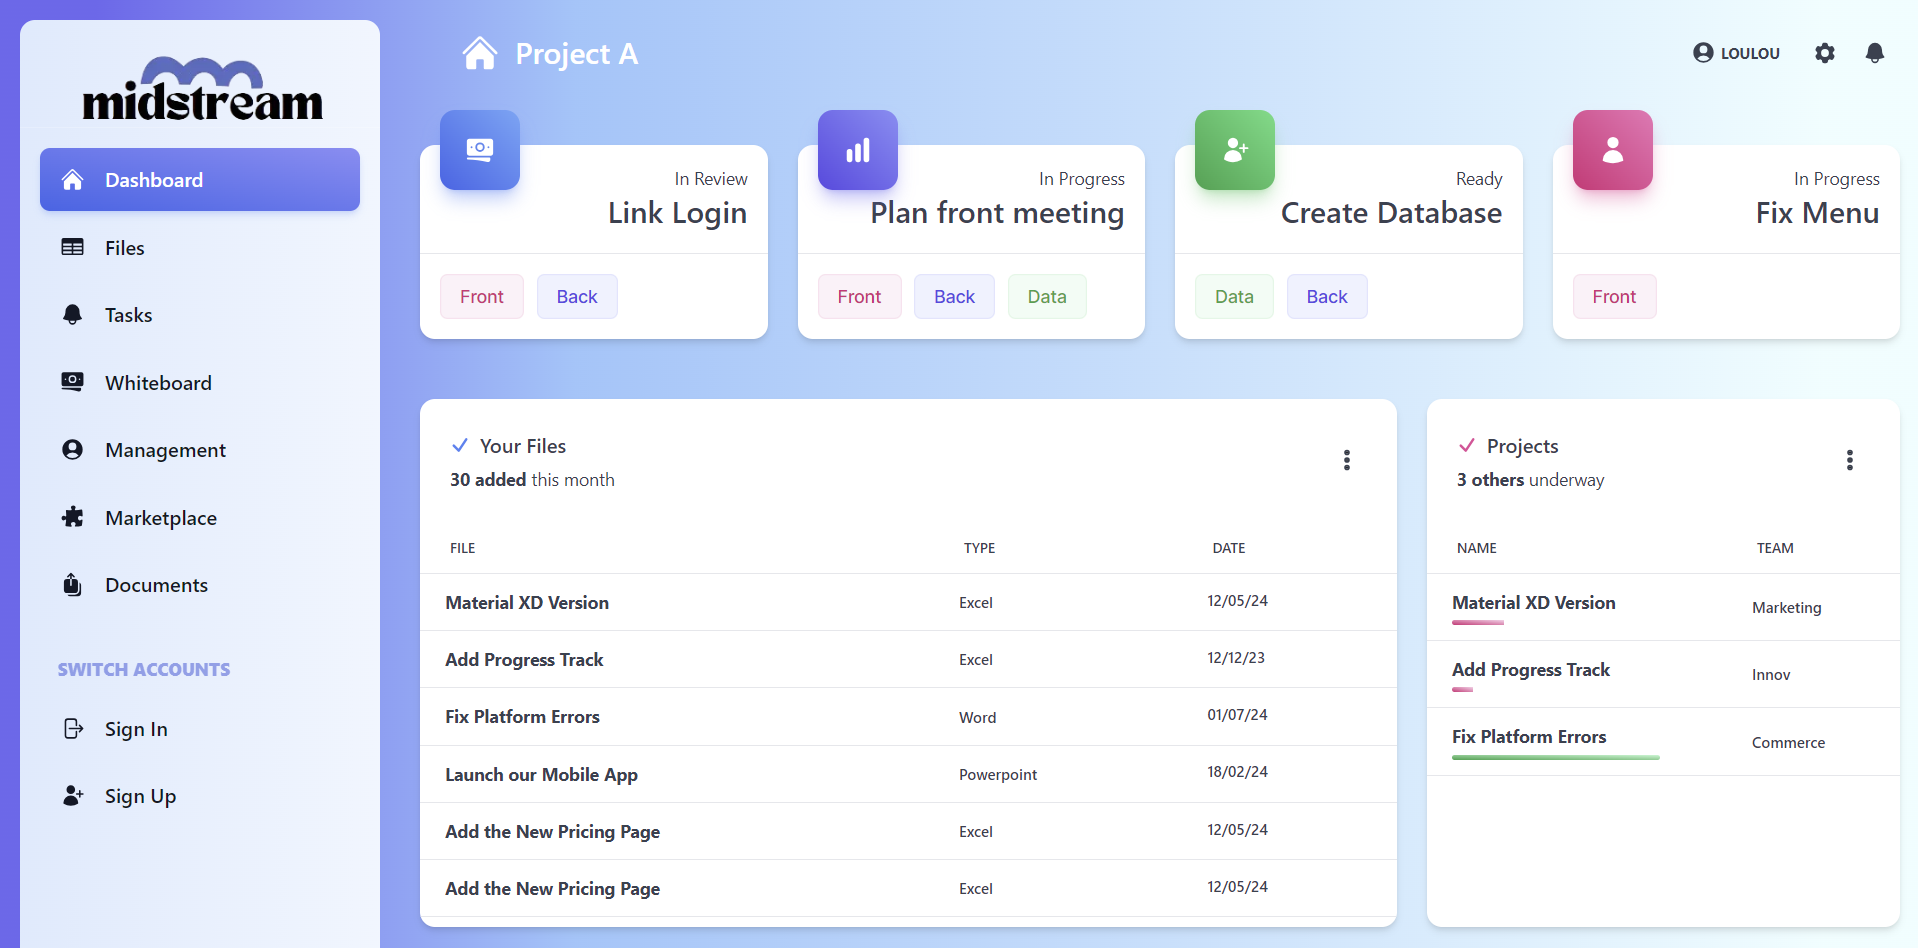 midstream
Dashboard
Files
Tasks
Whiteboard
Management
Marketplace
Documents
SWITCH ACCOUNTS
Sign In
Sign Up
Project A
LOULOU
In Review
Link Login
Front Back
In Progress
Plan front meeting
Front Back Data
Ready
Create Database
Data Back
In Progress
Fix Menu
Front
Your Files
30 added this month
FILE TYPE DATE
Material XD Version Excel 12/05/24
Add Progress Track Excel 12/12/23
Fix Platform Errors Word 01/07/24
Launch our Mobile App Powerpoint 18/02/24
Add the New Pricing Page Excel 12/05/24
Add the New Pricing Page Excel 12/05/24
Projects
3 others underway
NAME TEAM
Material XD Version Marketing
Add Progress Track Innov
Fix Platform Errors Commerce